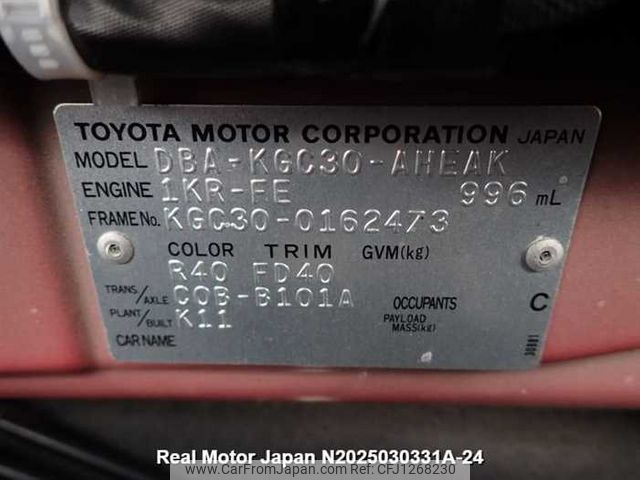 TOYOTA MOTOR CORPORATION JAPAN
MODEL DBA-KGC30-AHEAK
ENGINE 1KR-FE 996 mL
FRAME No. KGC30-0162473
COLOR TRIM GVM(kg)
R40 FD40
TRANS/AXLE C0B-B101A OCCUPANTS C
PLANT/BUILT K11 PAYLOAD MASS(kg)
CAR NAME
Real Motor Japan N2025030331A-24
www.CarFromJapan.com - CFJ1268230